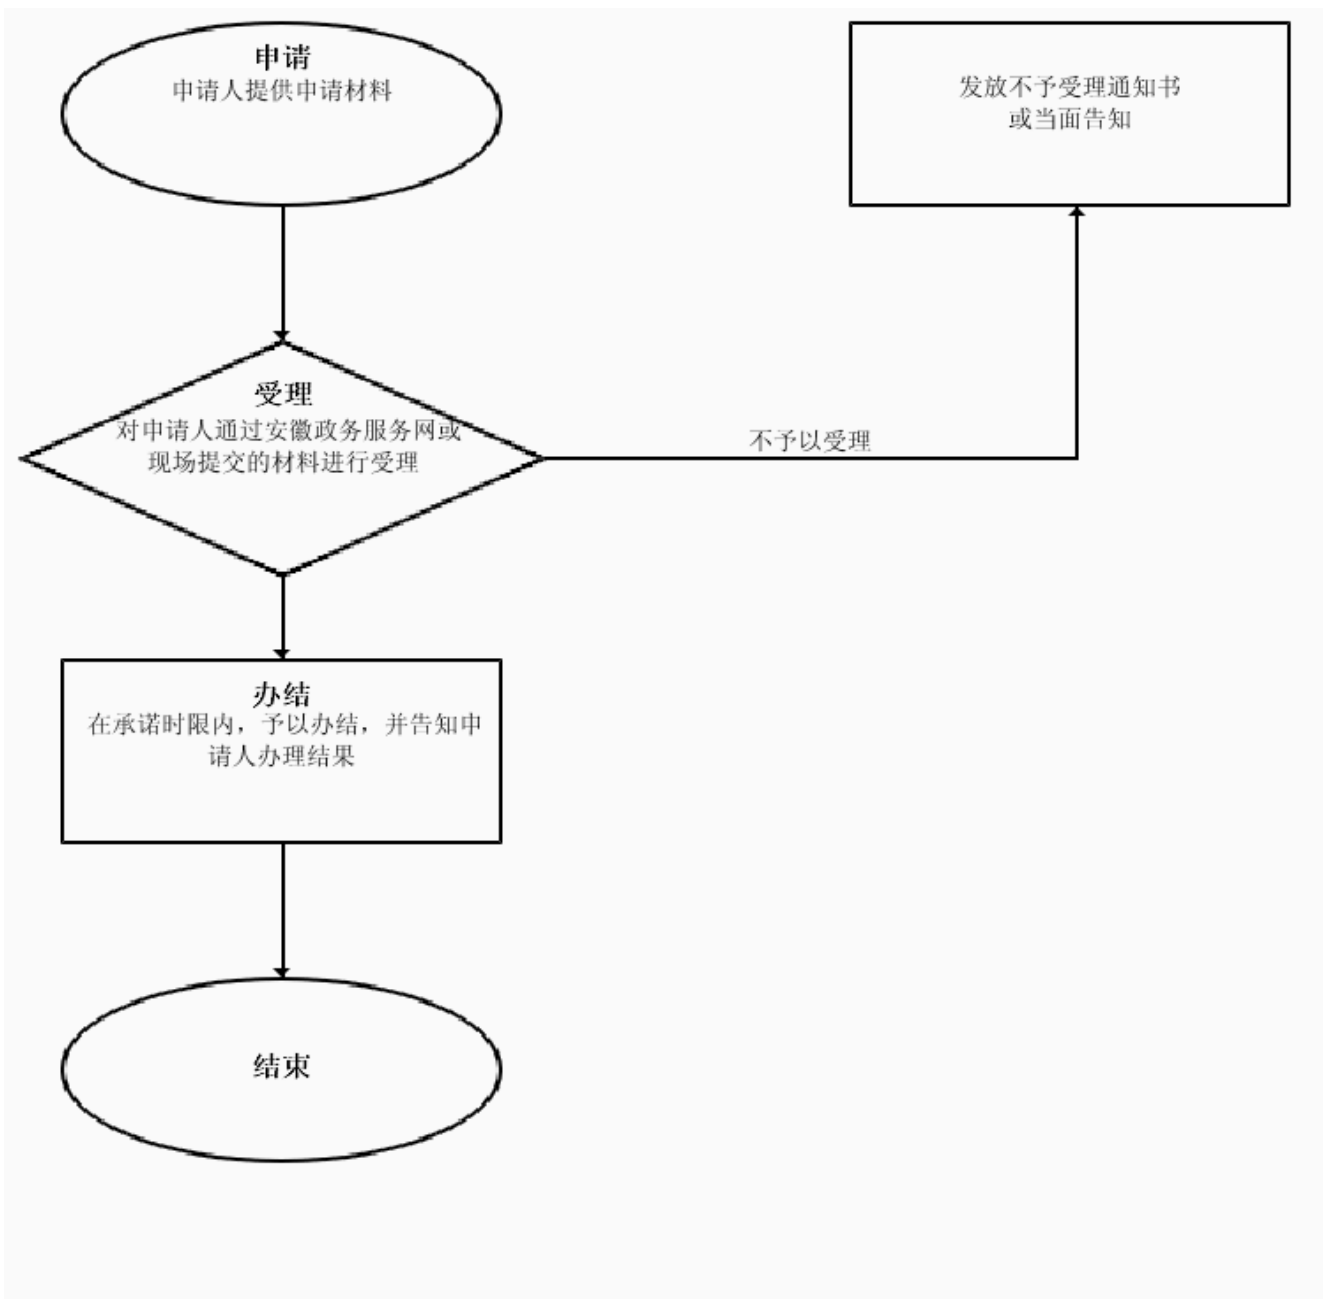 申请
申请人提供申请材料
发放不予受理通知书
或当面告知
受理
对申请人通过安徽政务服务网或
现场提交的材料进行受理
不予以受理
办结
在承诺时限内，予以办结，并告知申
请人办理结果
结束